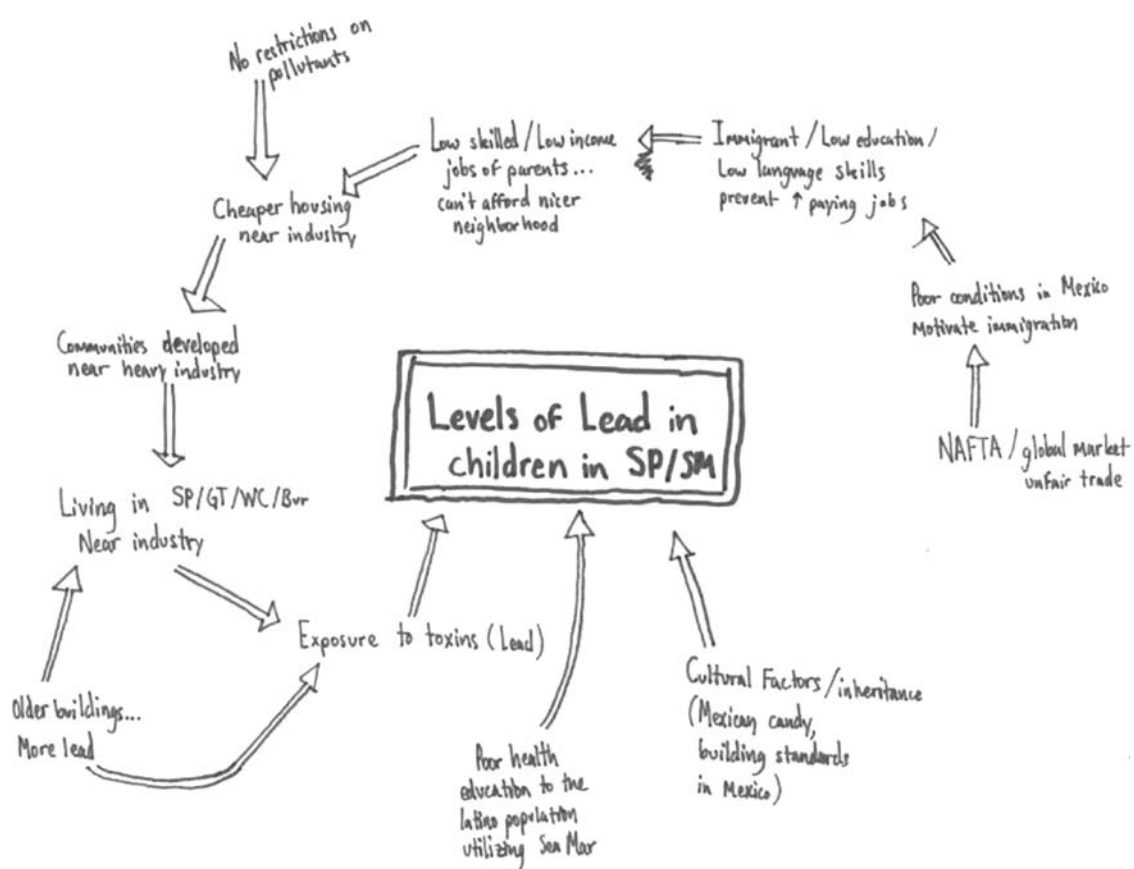 No restrictions on
pollutants
Low skilled / Low income
jobs of parents...
can't afford nicer
neighborhood
Immigrant / Low education /
Low language skills
prevent ↑ paying jobs
Cheaper housing
near industry
Poor conditions in Mexico
Motivate immigration
Communities developed
near heavy industry
Levels of Lead in
children in SP/SM
NAFTA / global market
unfair trade
Living in SP/GT/WC/Bur
Near industry
Exposure to toxins (Lead)
Older buildings...
More lead
Cultural Factors / inheritance
(Mexican candy,
building standards
in Mexico)
Poor health
education to the
latino population
utilizing Sea Mar